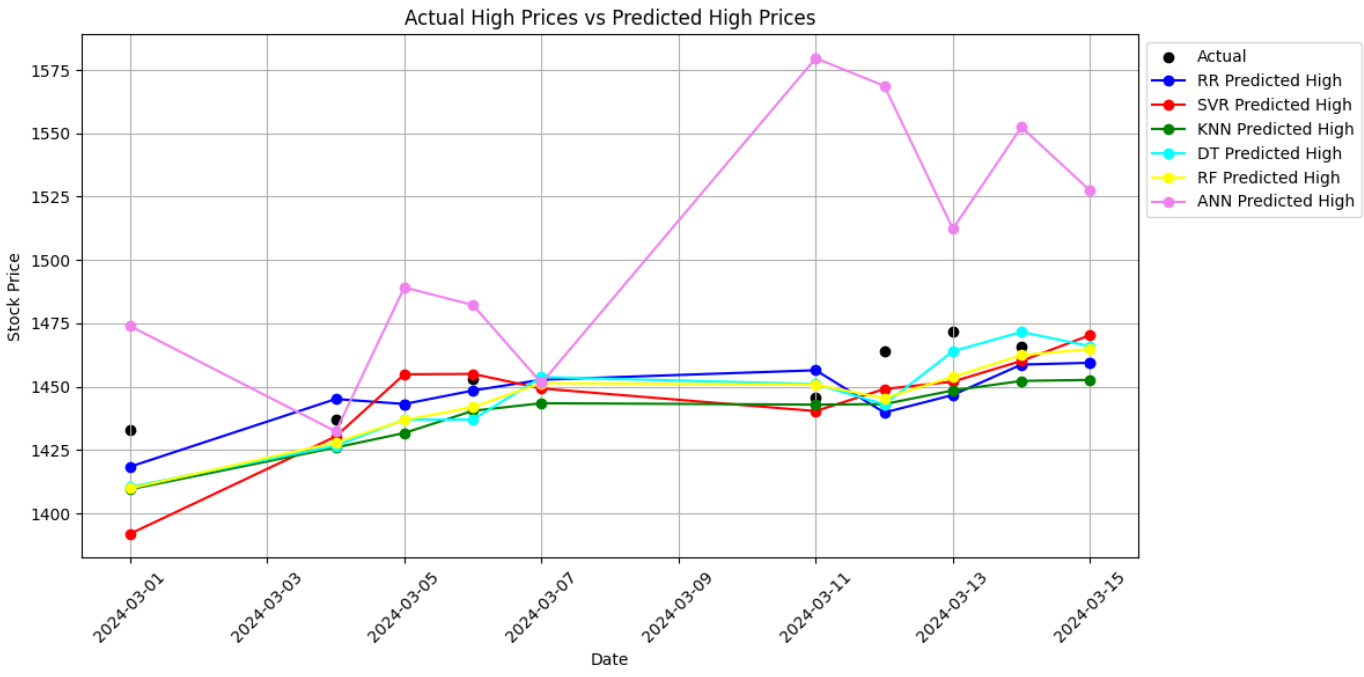 Actual High Prices vs Predicted High Prices
Stock Price
1575
1550
1525
1500
1475
1450
1425
1400
2024-03-01
2024-03-03
2024-03-05
2024-03-07
2024-03-09
2024-03-11
2024-03-13
2024-03-15
Date
Actual
RR Predicted High
SVR Predicted High
KNN Predicted High
DT Predicted High
RF Predicted High
ANN Predicted High